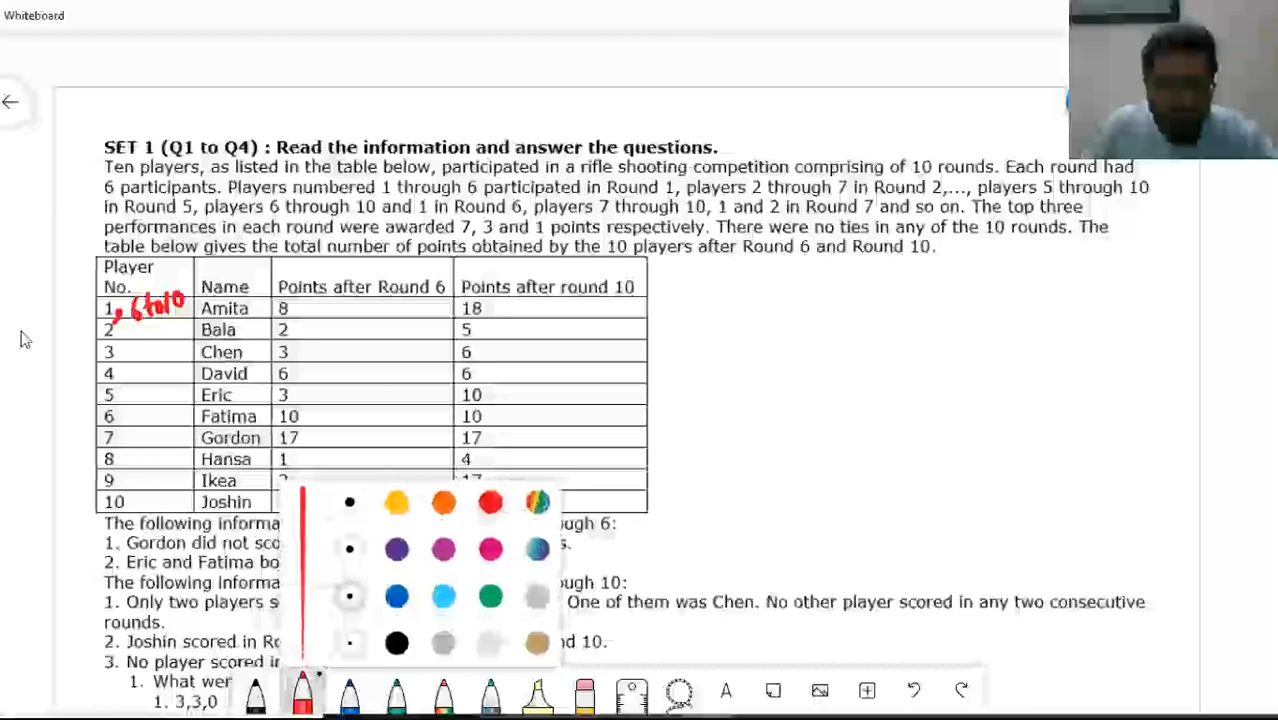 Whiteboard
SET 1 (Q1 to Q4) : Read the information and answer the questions.
Ten players, as listed in the table below, participated in a rifle shooting competition comprising of 10 rounds. Each round had
6 participants. Players numbered 1 through 6 participated in Round 1, players 2 through 7 in Round 2,..., players 5 through 10
in Round 5, players 6 through 10 and 1 in Round 6, players 7 through 10, 1 and 2 in Round 7 and so on. The top three
performances in each round were awarded 7, 3 and 1 points respectively. There were no ties in any of the 10 rounds. The
table below gives the total number of points obtained by the 10 players after Round 6 and Round 10.
Player
No. Name Points after Round 6 Points after round 10
1, 6 to 10 Amita 8 18
2 Bala 2 5
3 Chen 3 6
4 David 6 6
5 Eric 3 10
6 Fatima 10 10
7 Gordon 17 17
8 Hansa 1 4
9 Ikea 17
10 Joshin
The following informa ugh 6:
1. Gordon did not sco s.
2. Eric and Fatima bo
The following informa ugh 10:
1. Only two players s One of them was Chen. No other player scored in any two consecutive
rounds.
2. Joshin scored in Ro nd 10.
3. No player scored in
1. What wer
1. 3,3,0
A